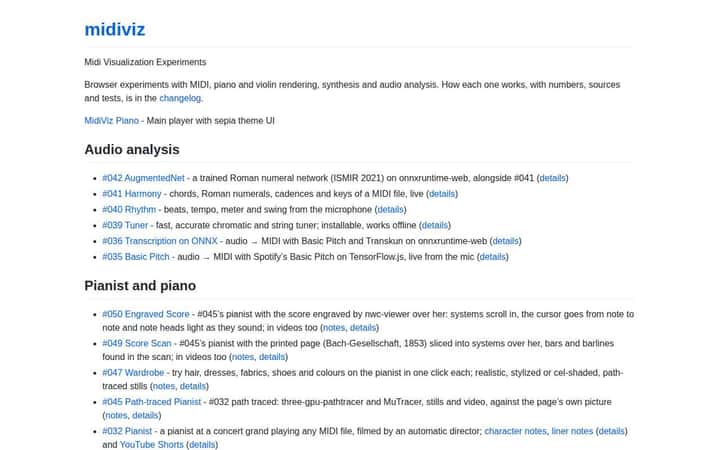 midiviz
Midi Visualization Experiments
Browser experiments with MIDI, piano and violin rendering, synthesis and audio analysis. How each one works, with numbers, sources
and tests, is in the changelog.
MidiViz Piano - Main player with sepia theme UI
Audio analysis
• #042 AugmentedNet - a trained Roman numeral network (ISMIR 2021) on onnxruntime-web, alongside #041 (details)
• #041 Harmony - chords, Roman numerals, cadences and keys of a MIDI file, live (details)
• #040 Rhythm - beats, tempo, meter and swing from the microphone (details)
• #039 Tuner - fast, accurate chromatic and string tuner; installable, works offline (details)
• #036 Transcription on ONNX - audio → MIDI with Basic Pitch and Transkun on onnxruntime-web (details)
• #035 Basic Pitch - audio → MIDI with Spotify's Basic Pitch on TensorFlow.js, live from the mic (details)
Pianist and piano
• #050 Engraved Score - #045's pianist with the score engraved by nwc-viewer over her: systems scroll in, the cursor goes from note to
note and note heads light as they sound; in videos too (notes, details)
• #049 Score Scan - #045's pianist with the printed page (Bach-Gesellschaft, 1853) sliced into systems over her, bars and barlines
found in the scan; in videos too (notes, details)
• #047 Wardrobe - try hair, dresses, fabrics, shoes and colours on the pianist in one click each; realistic, stylized or cel-shaded, path-
traced stills (notes, details)
• #045 Path-traced Pianist - #032 path traced: three-gpu-pathtracer and MuTracer, stills and video, against the page's own picture
(notes, details)
• #032 Pianist - a pianist at a concert grand playing any MIDI file, filmed by an automatic director; character notes, liner notes (details)
and YouTube Shorts (details)